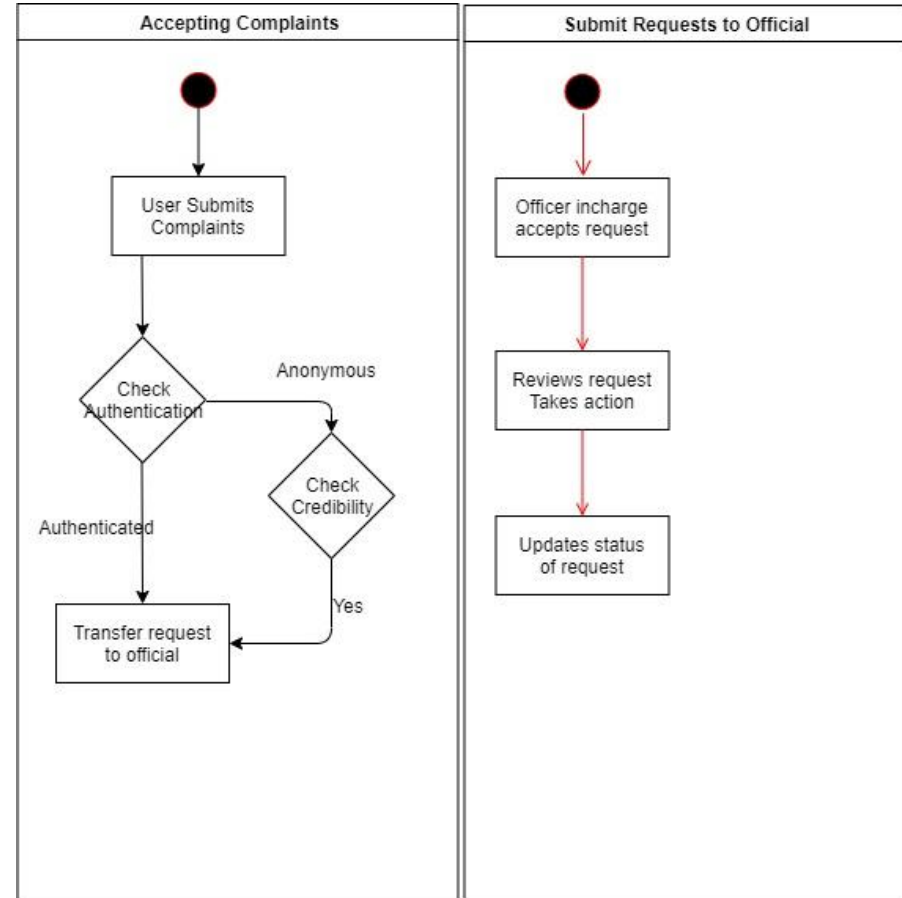 Accepting Complaints
User Submits
Complaints
Check
Authentication
Anonymous
Check
Credibility
Authenticated
Yes
Transfer request
to official
Submit Requests to Official
Officer incharge
accepts request
Reviews request
Takes action
Updates status
of request